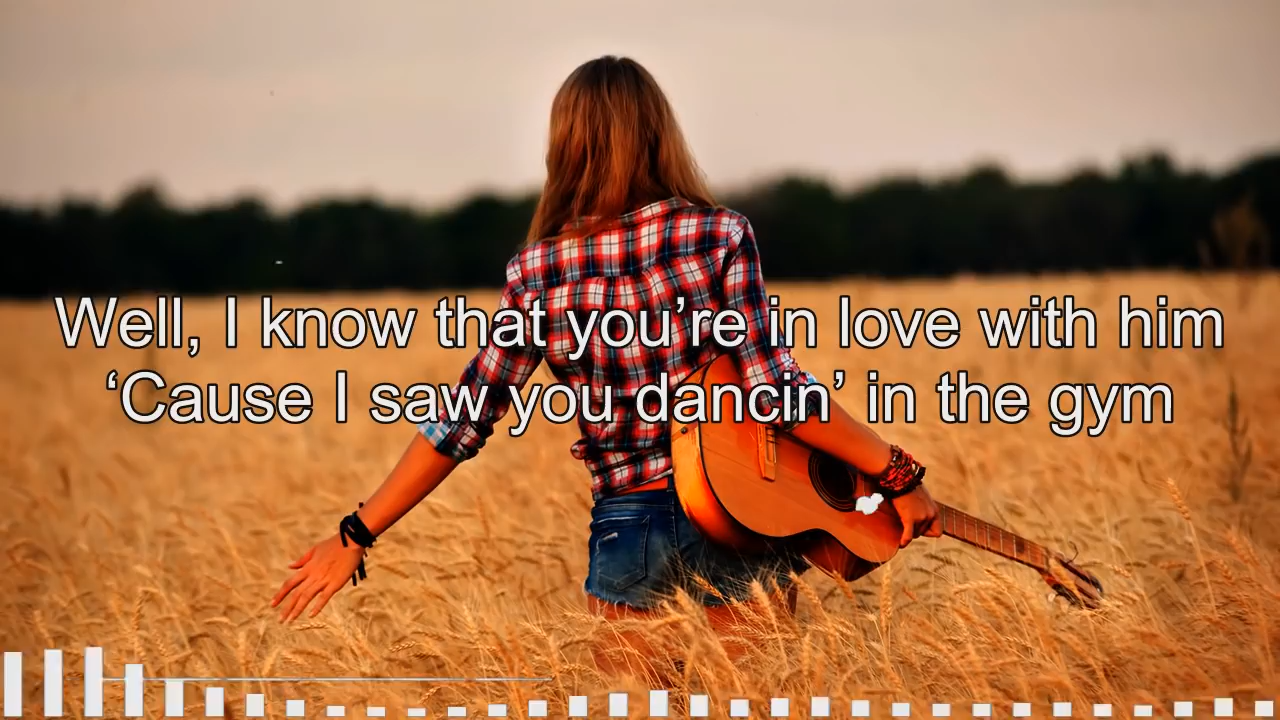 Well, I know that you’re in love with him
‘Cause I saw you dancin’ in the gym